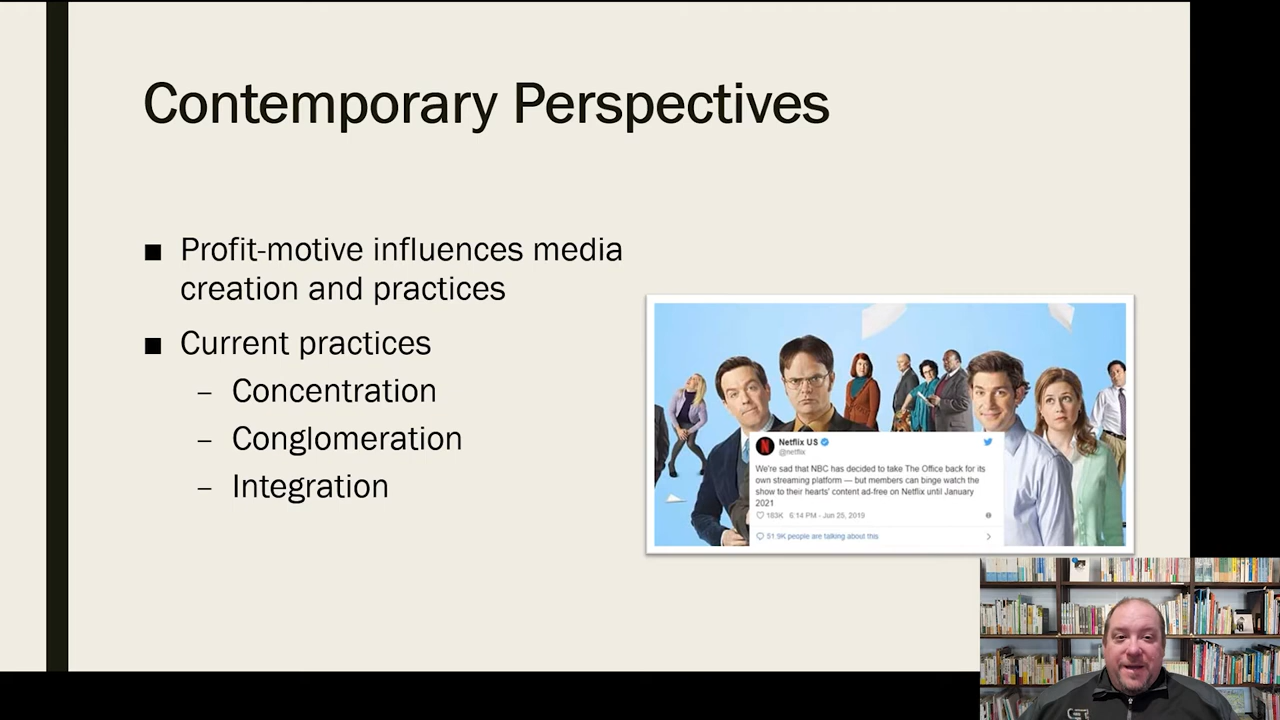 Contemporary Perspectives
■ Profit-motive influences media
creation and practices
■ Current practices
– Concentration
– Conglomeration
– Integration
Netflix US
@netflix
We're sad that NBC has decided to take The Office back for its
own streaming platform — but members can binge watch the
show to their hearts' content ad-free on Netflix until January
2021
183K 6:14 PM - Jun 25, 2019
51.9K people are talking about this